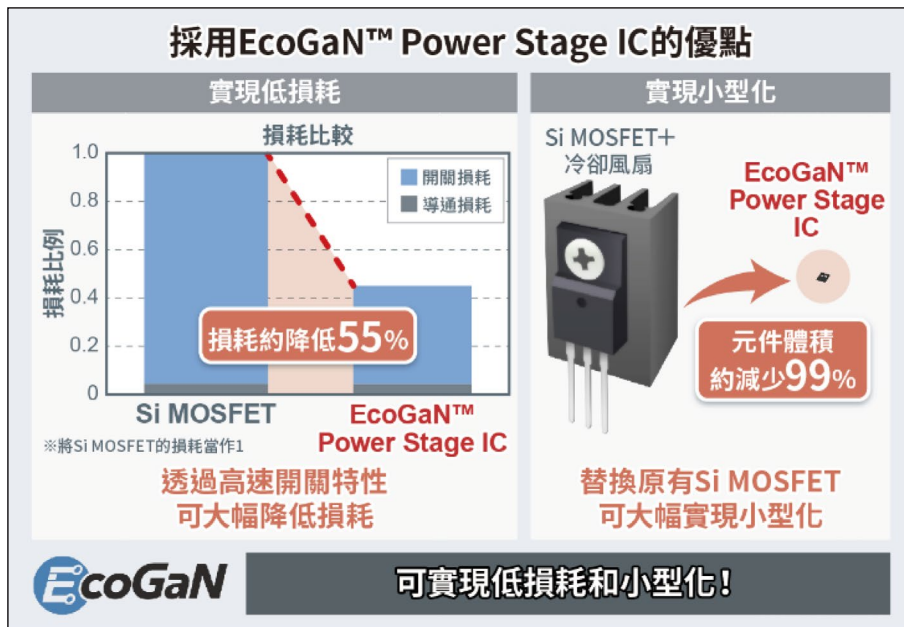 採用EcoGaN™ Power Stage IC的優點
實現低損耗
損耗比較
1.0
0.8
0.6
0.4
0.2
0
損耗比例
開關損耗
導通損耗
損耗約降低55%
Si MOSFET
EcoGaN™
Power Stage IC
※將Si MOSFET的損耗當作1
透過高速開關特性
可大幅降低損耗
實現小型化
Si MOSFET＋
冷卻風扇
EcoGaN™
Power Stage
IC
元件體積
約減少99%
替換原有Si MOSFET
可大幅實現小型化
EcoGaN
可實現低損耗和小型化！